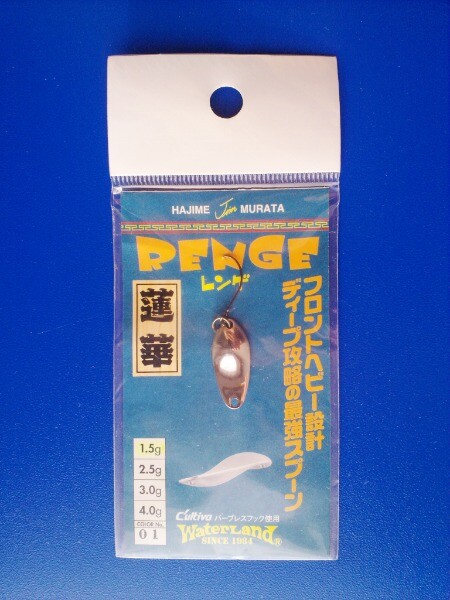 HAJIME Jim MURATA
RENGE
レンゲ
蓮華
フロントヘビー設計
ディープ攻略の最強スプーン
1.5g
2.5g
3.0g
4.0g
COLOR No.
01
C'ultiva バーブレスフック使用
WaterLand®
SINCE 1984